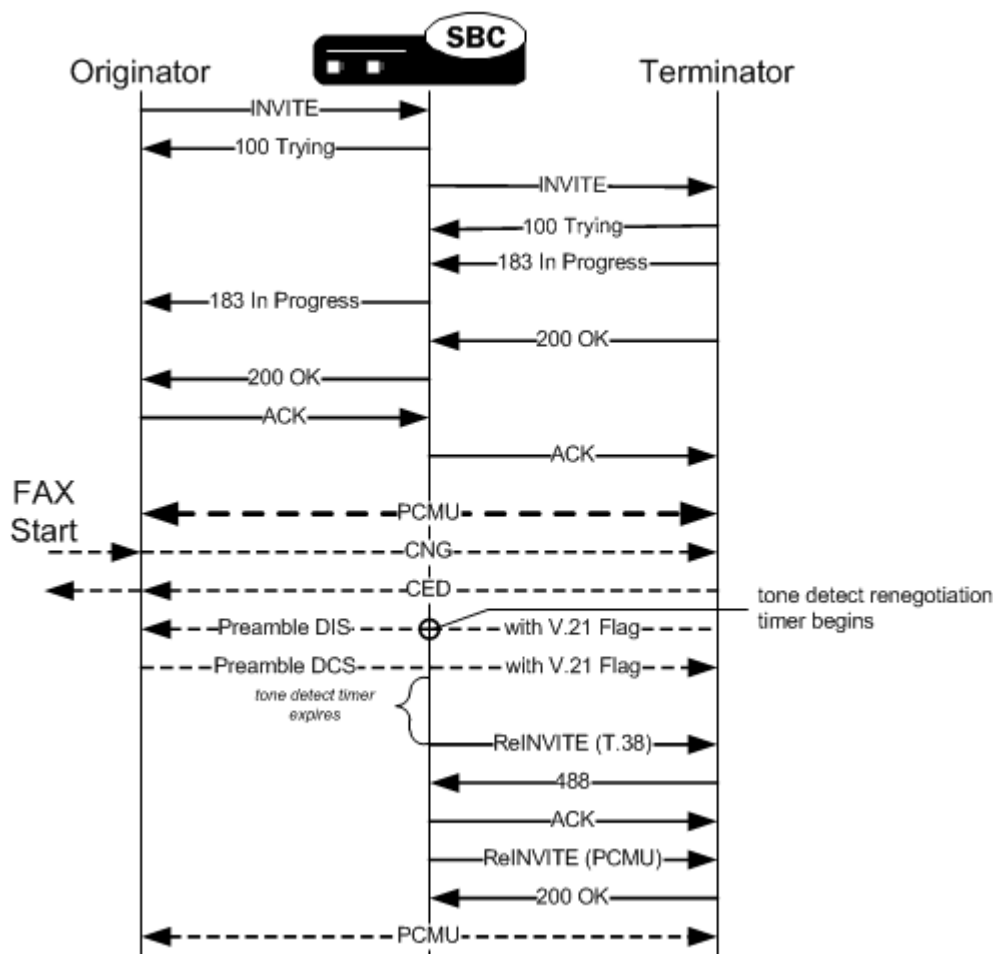 SBC
Originator
Terminator
INVITE
100 Trying
INVITE
100 Trying
183 In Progress
183 In Progress
200 OK
200 OK
ACK
ACK
FAX
Start
PCMU
CNG
CED
Preamble DIS with V.21 Flag
tone detect renegotiation
timer begins
Preamble DCS with V.21 Flag
tone detect timer
expires
ReINVITE (T.38)
488
ACK
ReINVITE (PCMU)
200 OK
PCMU